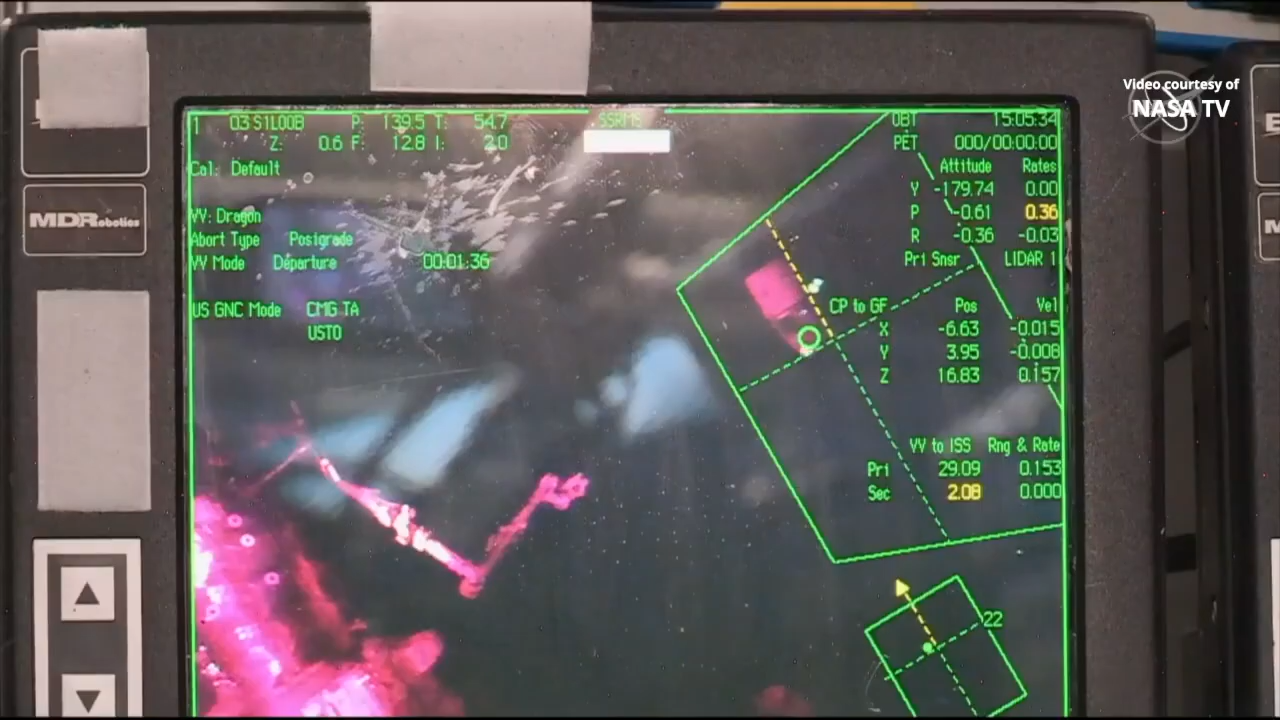 Video courtesy of
NASA TV
MDRobotics
1 03 S1LOOB P: 139.5 T: 54.7
Z: 0.6 F: 12.8 I: 2.0
SSRMS
Cal: Default
VV: Dragon
Abort Type Posigrade
VV Mode Departure 00:01:36
US GNC Mode CMG TA
USTO
15:05:34
PET 000/00:00:00
Attitude Rates
Y -179.74 0.00
P -0.61 0.36
R -0.36 -0.03
Pri Snsr LIDAR 1
CP to GF Pos Vel
X -6.63 -0.015
Y 3.95 -0.008
Z 16.83 0.157
VV to ISS Rng & Rate
Pri 29.09 0.153
Sec 2.08 0.000
22